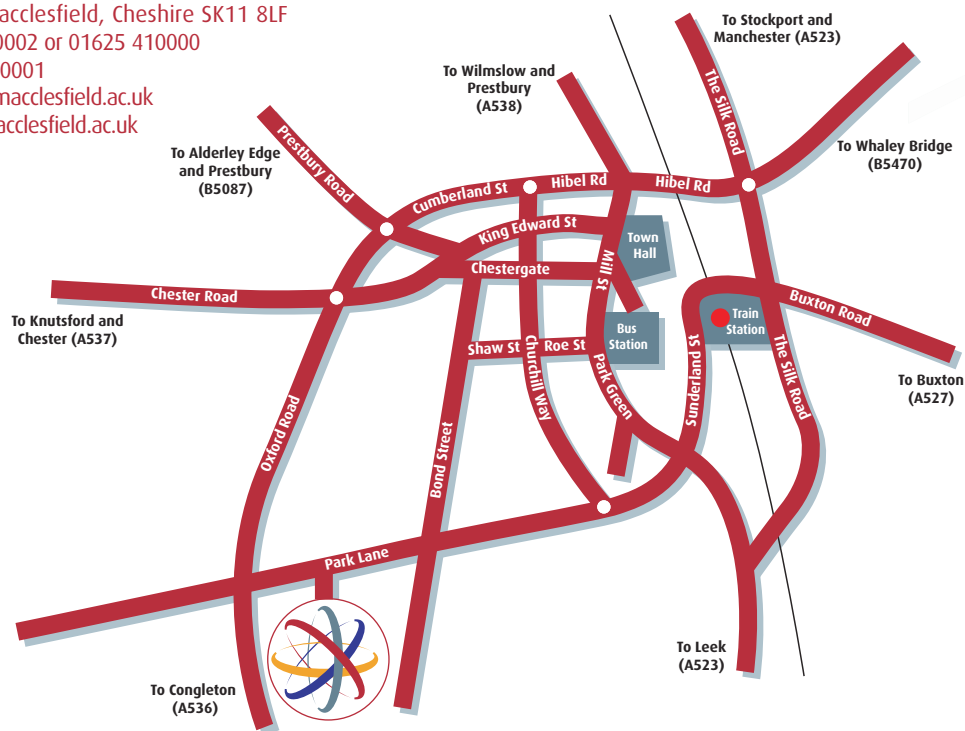 acclesfield, Cheshire SK11 8LF
0002 or 01625 410000
0001
macclesfield.ac.uk
acclesfield.ac.uk
To Stockport and
Manchester (A523)
To Wilmslow and
Prestbury
(A538)
The Silk Road
To Whaley Bridge
(B5470)
Prestbury Road
To Alderley Edge
and Prestbury
(B5087)
Cumberland St
Hibel Rd
Hibel Rd
King Edward St
Town
Hall
Mill St
Chestergate
Chester Road
Buxton Road
To Knutsford and
Chester (A537)
Train
Station
Bus
Station
Shaw St
Roe St
Churchill Way
Park Green
Sunderland St
The Silk Road
To Buxton
(A527)
Oxford Road
Bond Street
Park Lane
To Leek
(A523)
To Congleton
(A536)